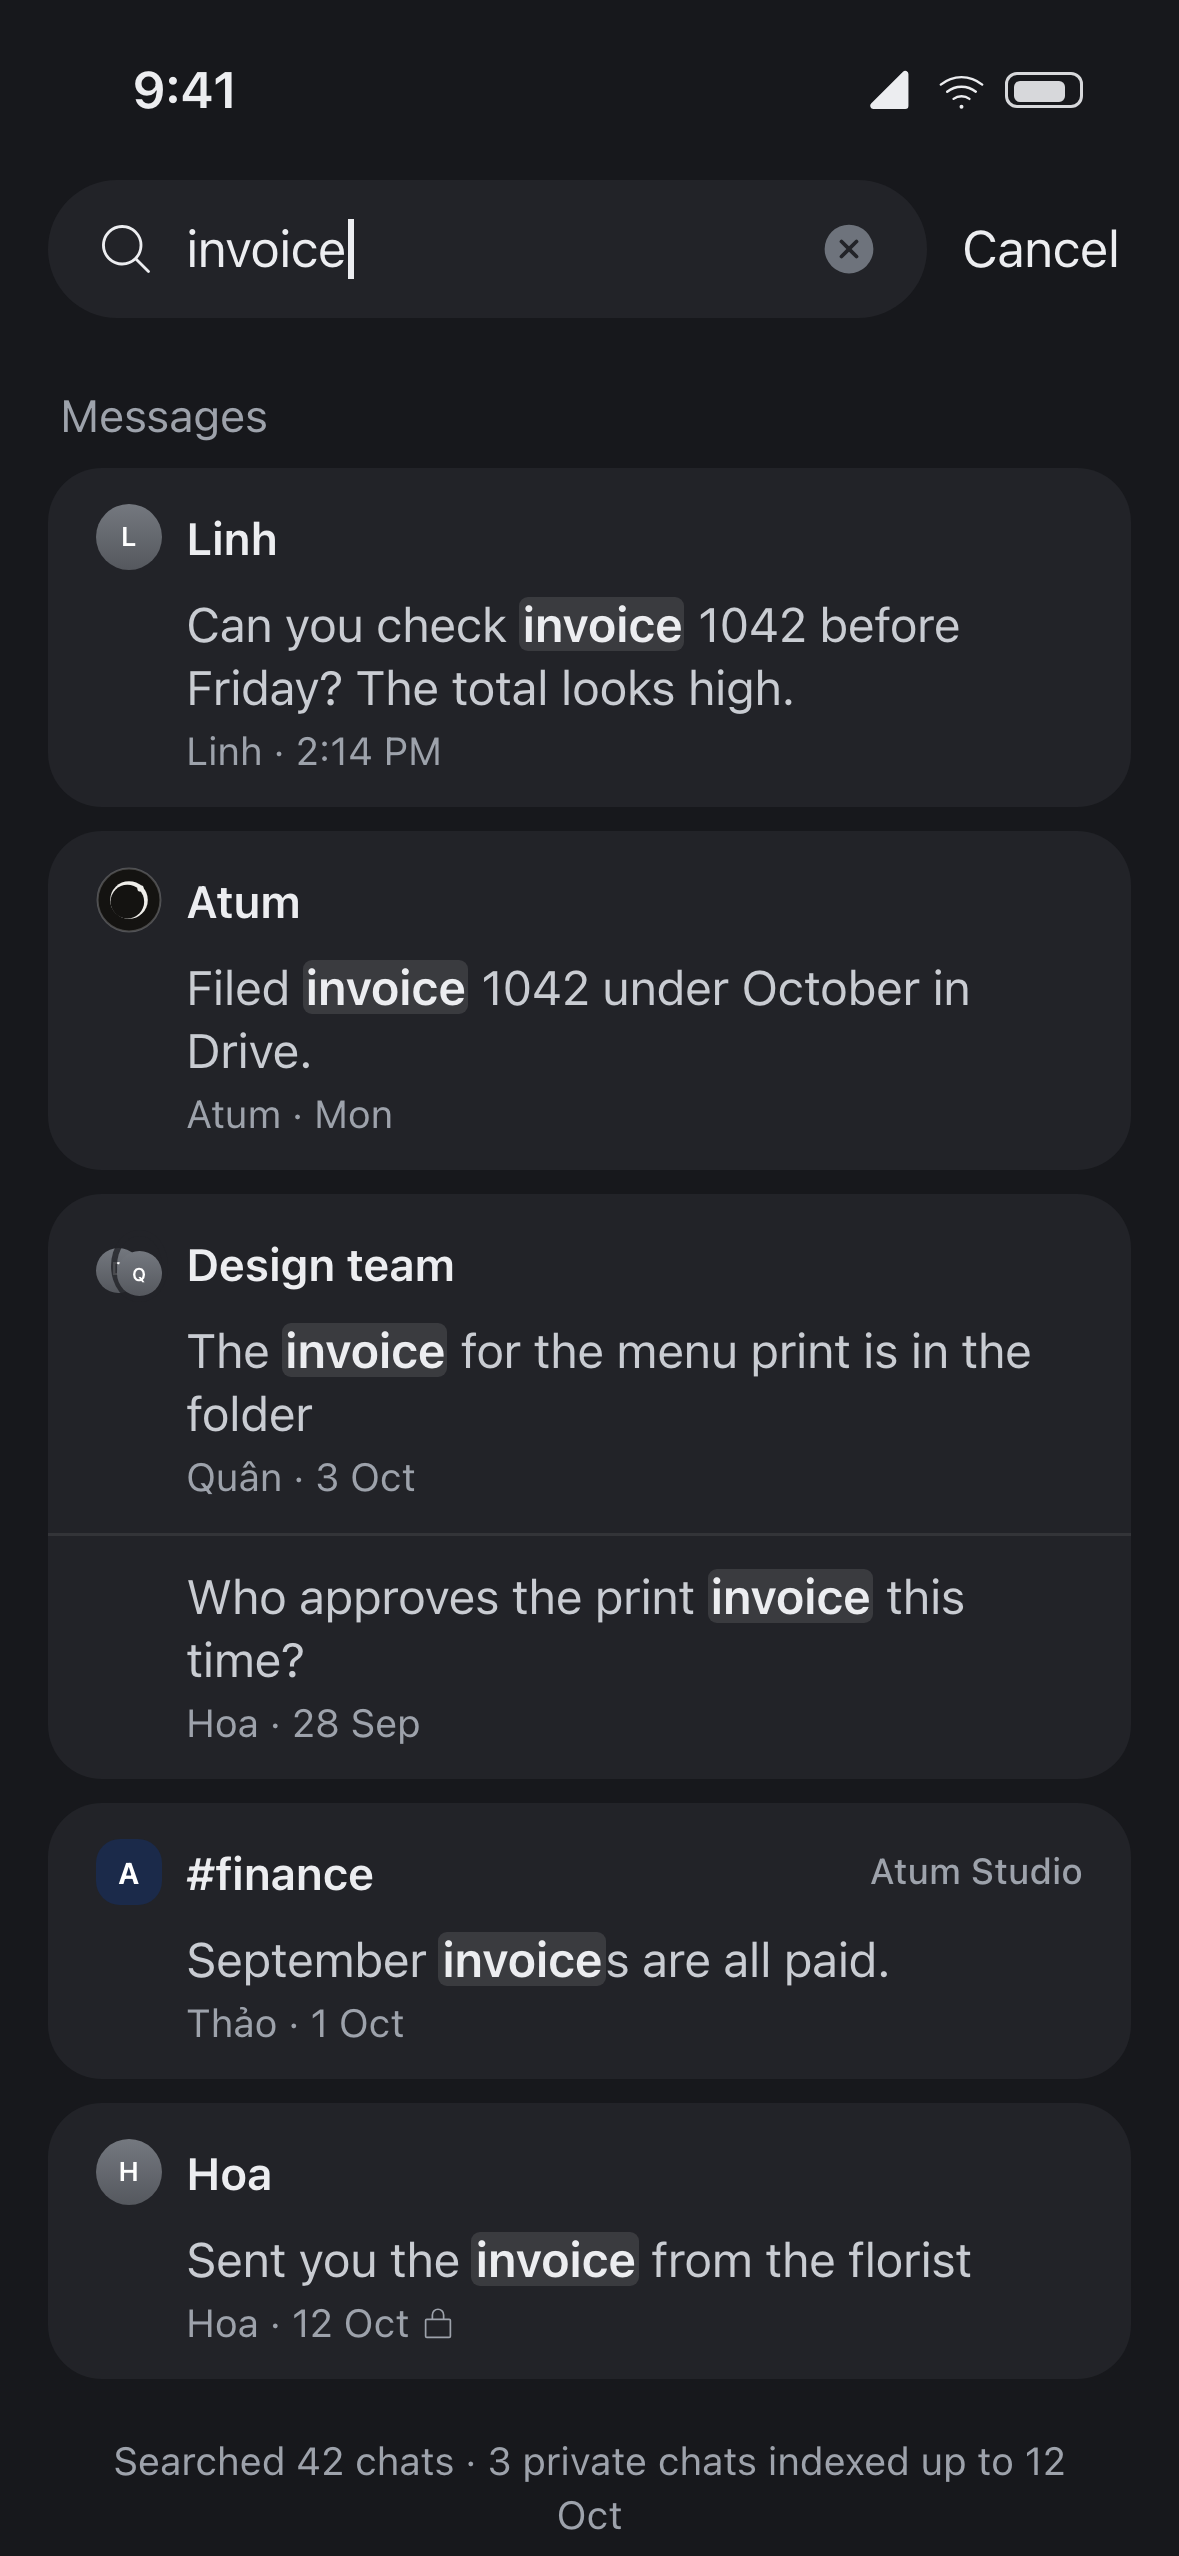 9:41
invoice
Cancel
Messages
L
Linh
Can you check invoice 1042 before
Friday? The total looks high.
Linh · 2:14 PM
Atum
Filed invoice 1042 under October in
Drive.
Atum · Mon
Q
Design team
The invoice for the menu print is in the
folder
Quân · 3 Oct
Who approves the print invoice this
time?
Hoa · 28 Sep
A
#finance
Atum Studio
September invoices are all paid.
Thảo · 1 Oct
H
Hoa
Sent you the invoice from the florist
Hoa · 12 Oct
Searched 42 chats · 3 private chats indexed up to 12
Oct